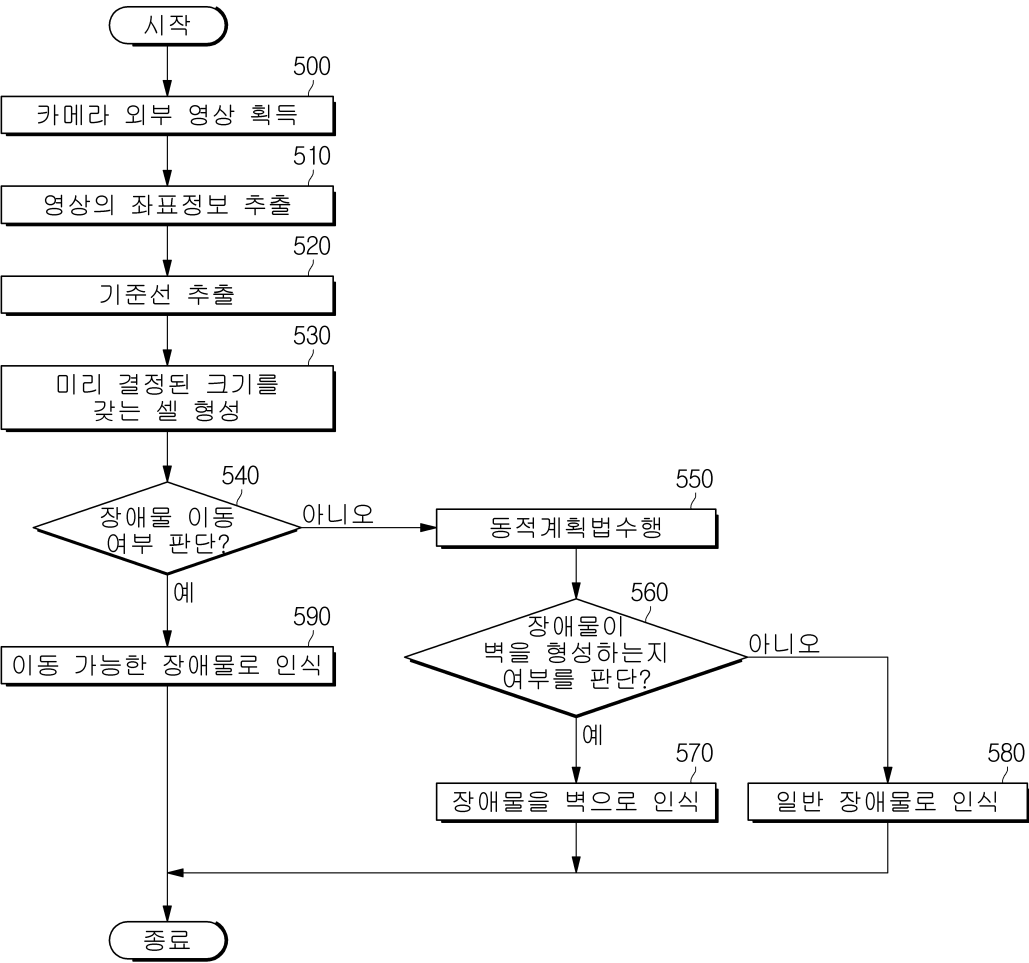 시작
500
카메라 외부 영상 획득
510
영상의 좌표정보 추출
520
기준선 추출
530
미리 결정된 크기를
갖는 셀 형성
540
장애물 이동
여부 판단?
아니오
예
550
동적계획법수행
560
장애물이
벽을 형성하는지
여부를 판단?
아니오
예
590
이동 가능한 장애물로 인식
570
장애물을 벽으로 인식
580
일반 장애물로 인식
종료